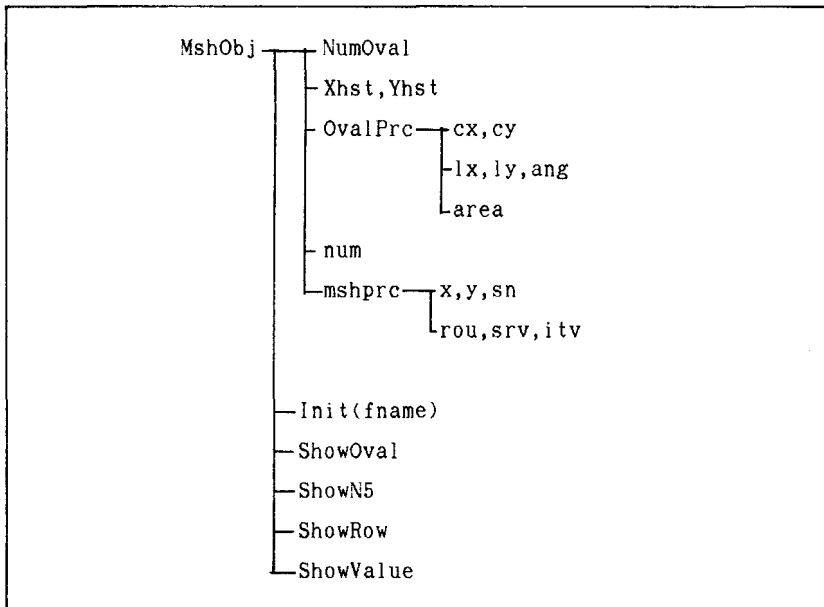 MshObj NumOval
Xhst,Yhst
OvalPrc cx,cy
lx,ly,ang
area
num
mshprc x,y,sn
rou,srv,itv
Init(fname)
ShowOval
ShowN5
ShowRow
ShowValue